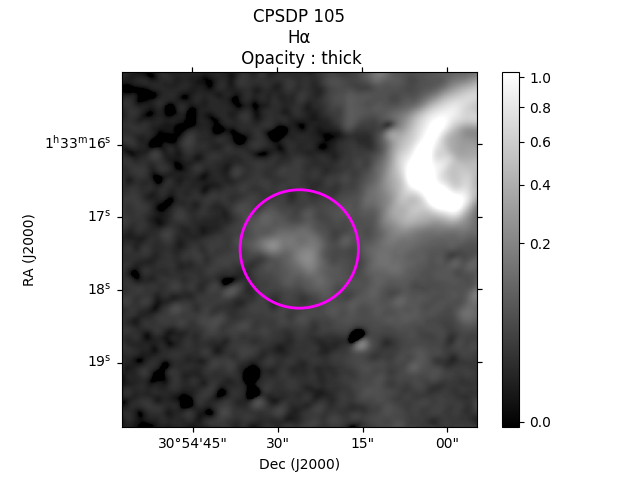 CPSDP 105
Hα
Opacity : thick
1ʰ33ᵐ16ˢ
17ˢ
18ˢ
19ˢ
RA (J2000)
30°54'45" 30" 15" 00"
Dec (J2000)
1.0
0.8
0.6
0.4
0.2
0.0